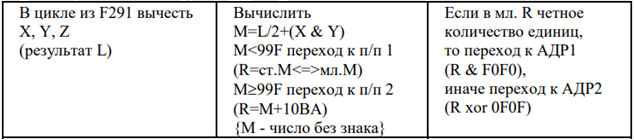 В цикле из F291 вычесть
X, Y, Z
(результат L)
Вычислить
M=L/2+(X & Y)
M<99F переход к п/п 1
(R=ст.M<=>мл.M)
M≥99F переход к п/п 2
(R=M+10BA)
{M - число без знака}
Если в мл. R четное
количество единиц,
то переход к АДР1
(R & F0F0),
иначе переход к АДР2
(R xor 0F0F)